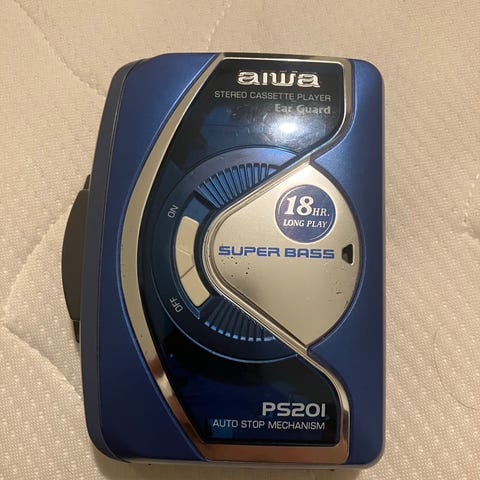 aiwa
STEREO CASSETTE PLAYER
Ear Guard
18HR.
LONG PLAY
ON
SUPER BASS
OFF
PS201
AUTO STOP MECHANISM